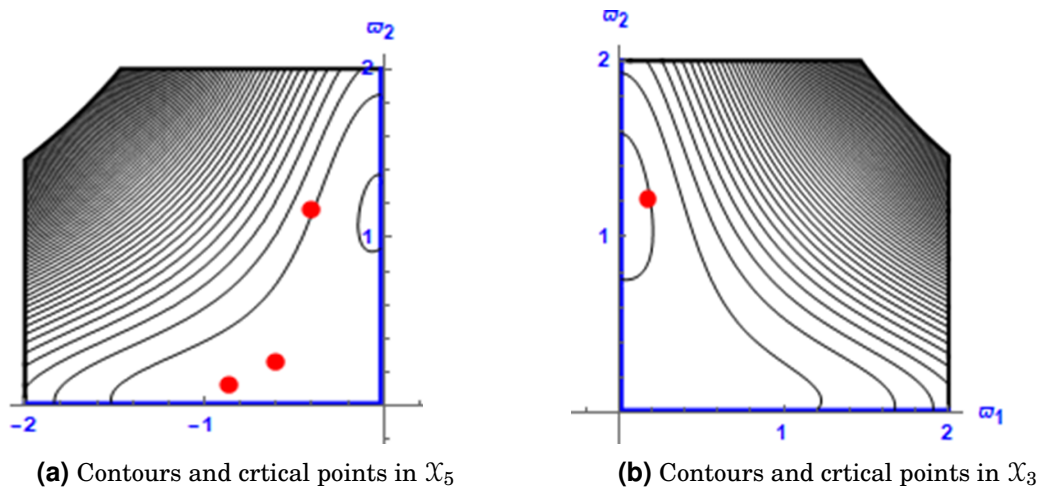 ϖ2
2
1
-2
-1
ϖ2
2
1
1
2
ϖ1
(a) Contours and crtical points in 𝒳5
(b) Contours and crtical points in 𝒳3